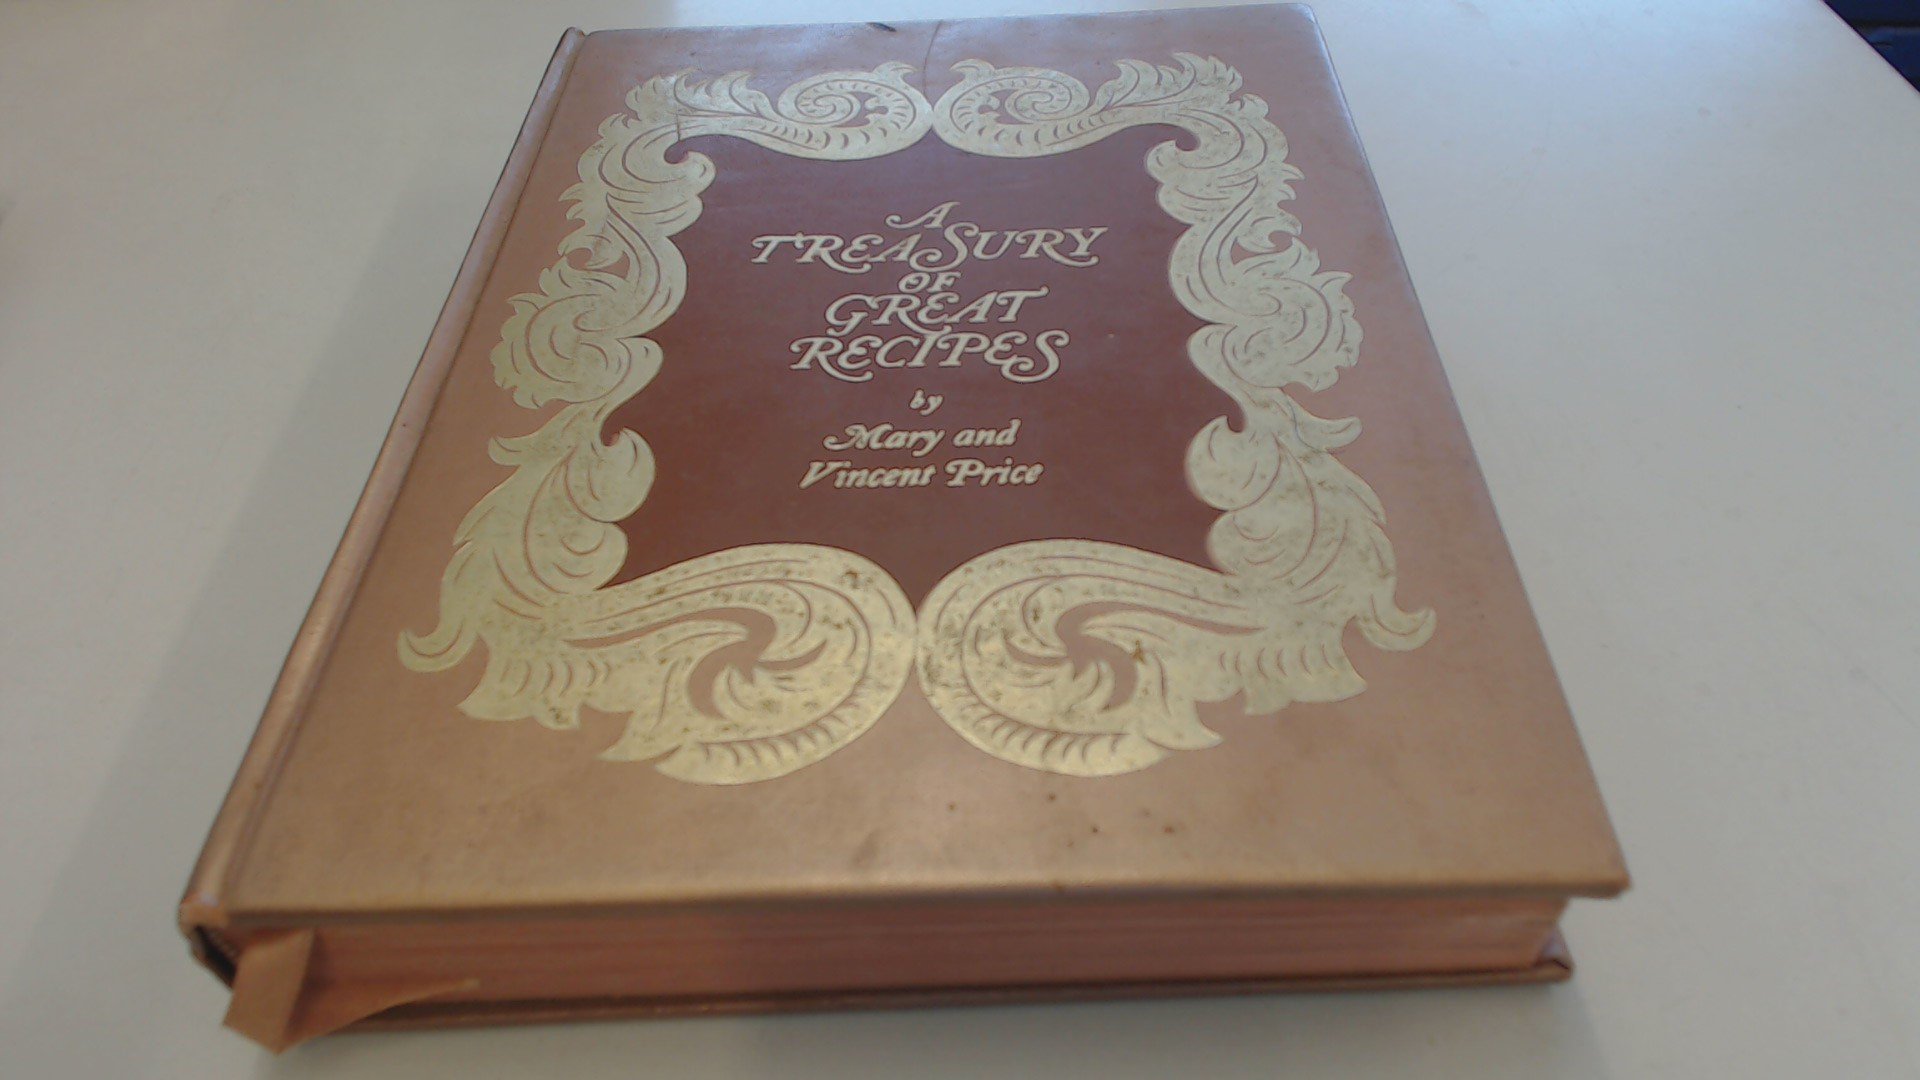 A
TREASURY
OF
GREAT
RECIPES
by
Mary and
Vincent Price